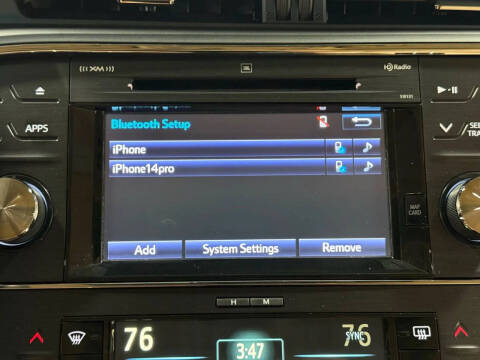 ((( XM )))
JBL
HD Radio
510131
APPS
Bluetooth Setup
iPhone
iPhone14pro
MAP
CARD
Add
System Settings
Remove
H
M
76
3:47
76
SYNC